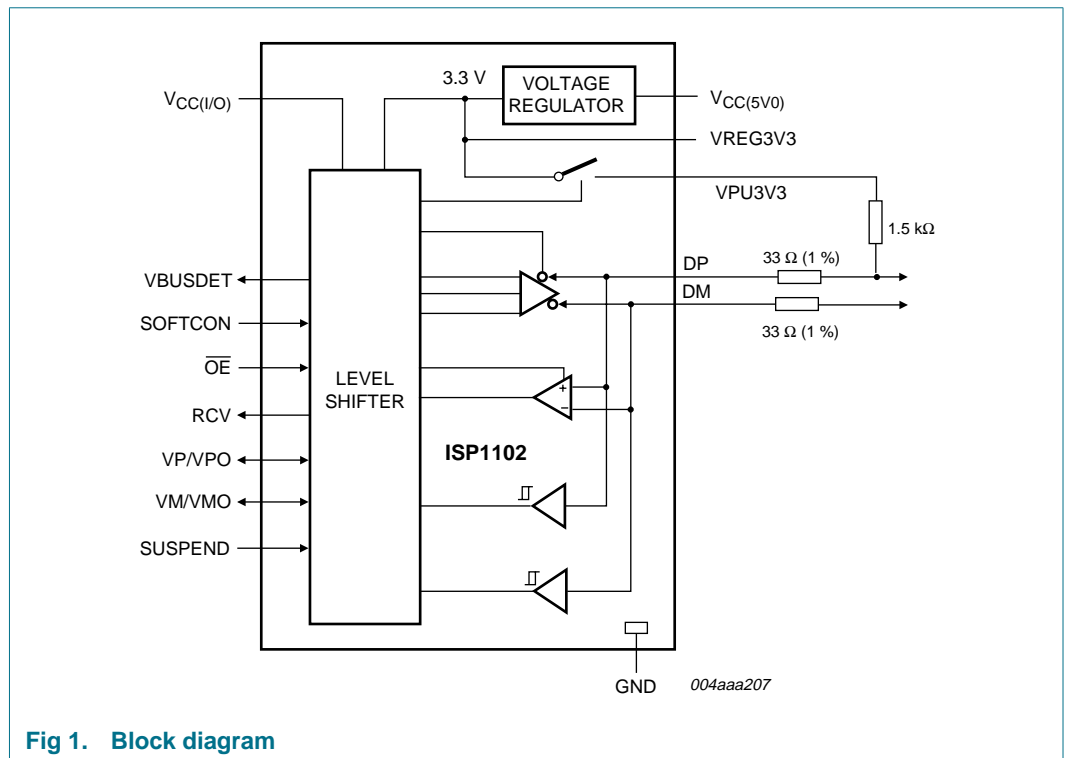 3.3 V
VOLTAGE
REGULATOR
VCC(I/O)
VCC(5V0)
VREG3V3
VPU3V3
1.5 kΩ
33 Ω (1 %)
DP
DM
33 Ω (1 %)
VBUSDET
SOFTCON
OE
RCV
VP/VPO
VM/VMO
SUSPEND
LEVEL
SHIFTER
+
−
ISP1102
GND
004aaa207
Fig 1. Block diagram